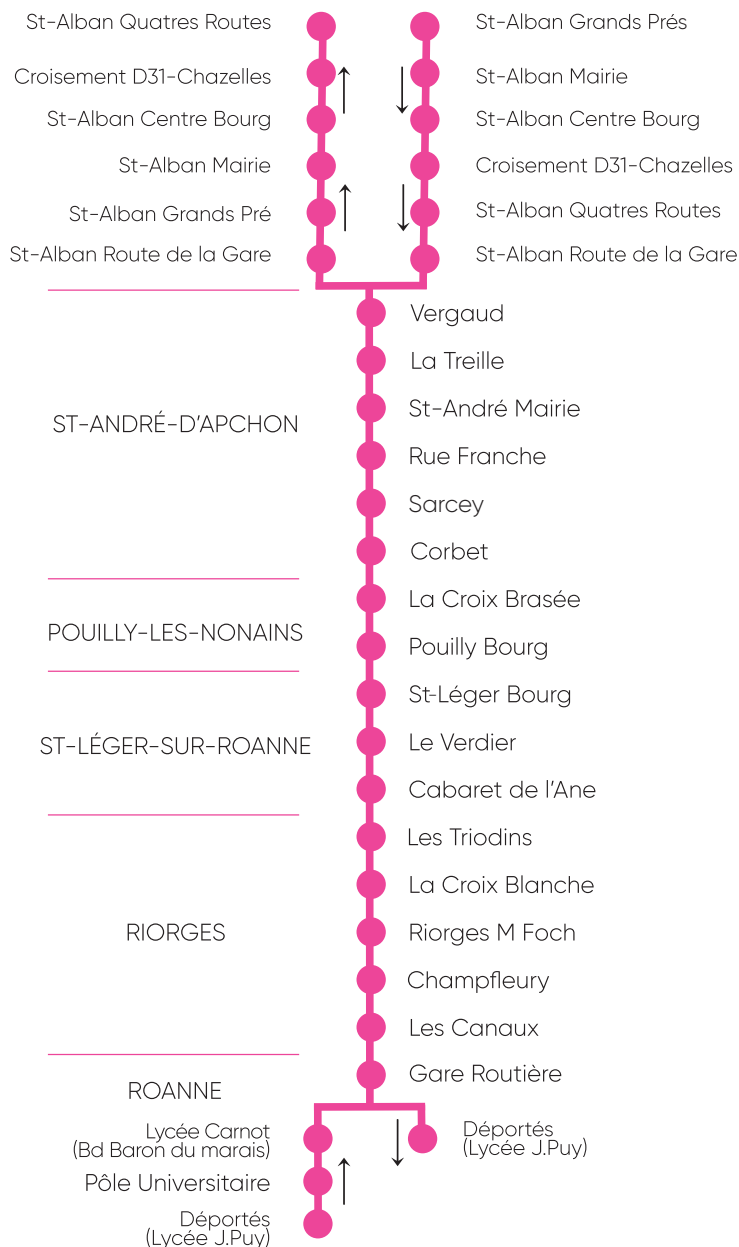 St-Alban Quatres Routes
St-Alban Grands Prés
Croisement D31-Chazelles
St-Alban Mairie
St-Alban Centre Bourg
St-Alban Centre Bourg
St-Alban Mairie
Croisement D31-Chazelles
St-Alban Grands Pré
St-Alban Quatres Routes
St-Alban Route de la Gare
St-Alban Route de la Gare
Vergaud
La Treille
St-André Mairie
ST-ANDRÉ-D'APCHON
Rue Franche
Sarcey
Corbet
La Croix Brasée
POUILLY-LES-NONAINS
Pouilly Bourg
St-Léger Bourg
ST-LÉGER-SUR-ROANNE
Le Verdier
Cabaret de l'Ane
Les Triodins
La Croix Blanche
RIORGES
Riorges M Foch
Champfleury
Les Canaux
Gare Routière
ROANNE
Lycée Carnot
(Bd Baron du marais)
Déportés
(Lycée J.Puy)
Pôle Universitaire
Déportés
(Lycée J.Puy)